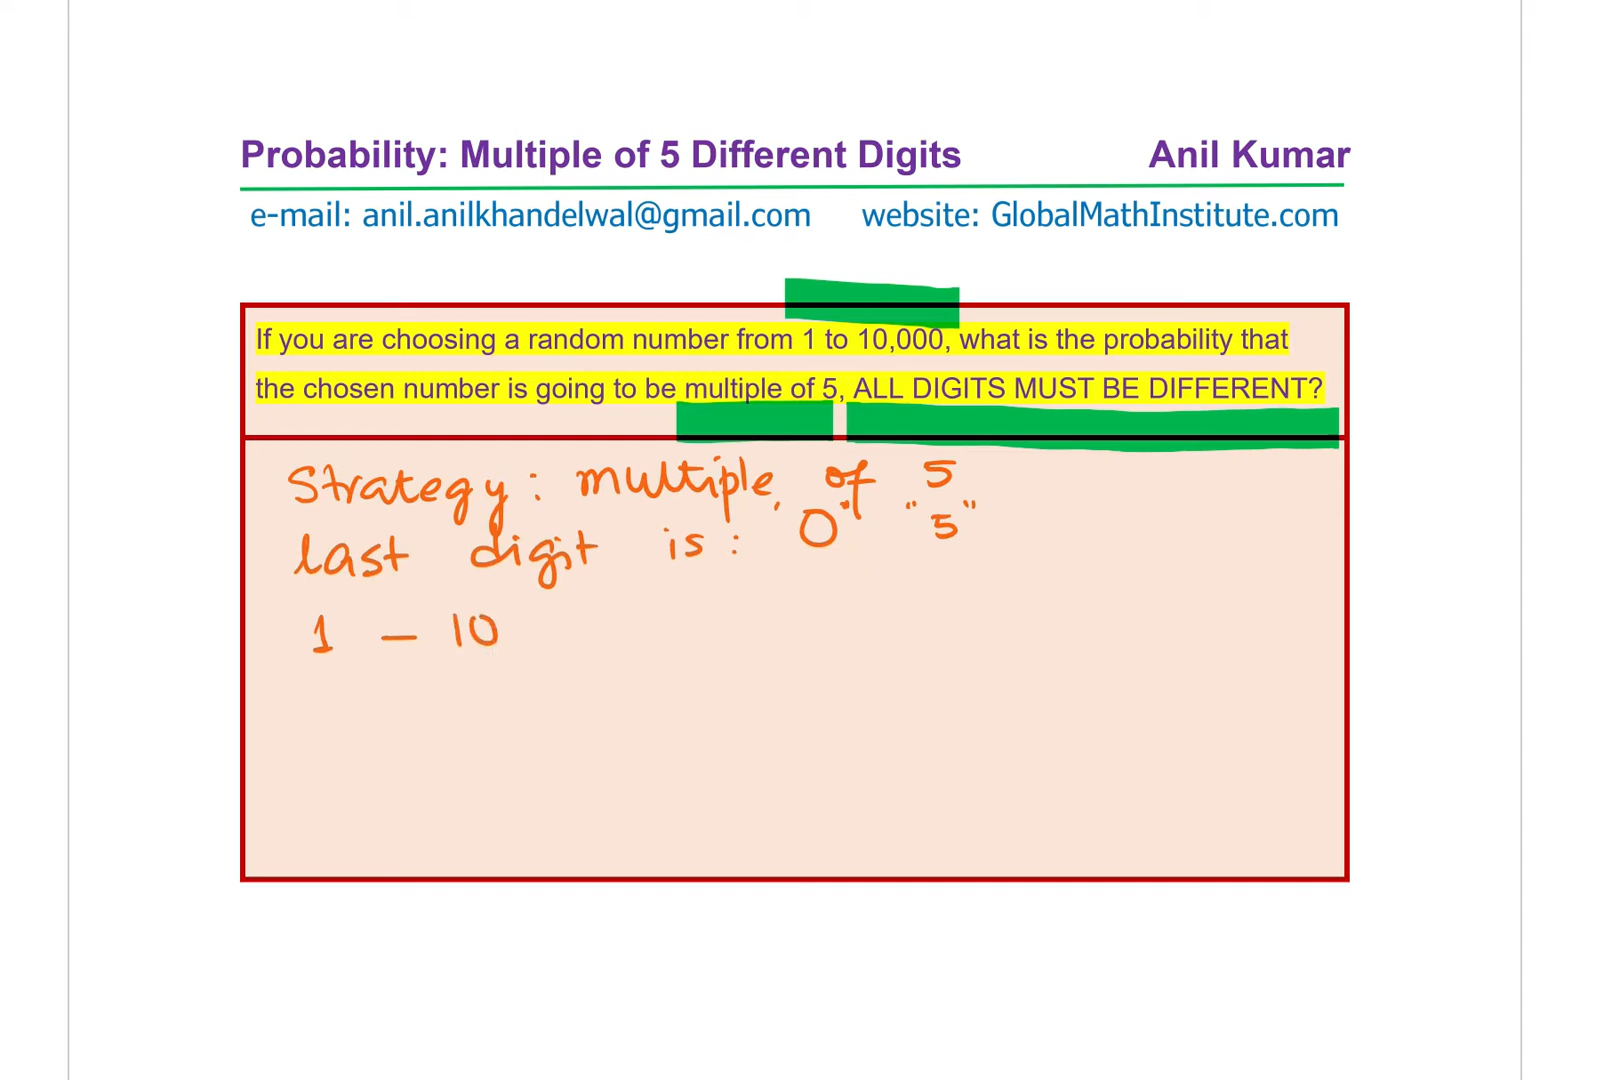 Probability: Multiple of 5 Different Digits Anil Kumar
e-mail: anil.anilkhandelwal@gmail.com website: GlobalMathInstitute.com
If you are choosing a random number from 1 to 10,000, what is the probability that
the chosen number is going to be multiple of 5, ALL DIGITS MUST BE DIFFERENT?
Strategy: multiple of 5
last digit is: 0" "5"
1 – 10